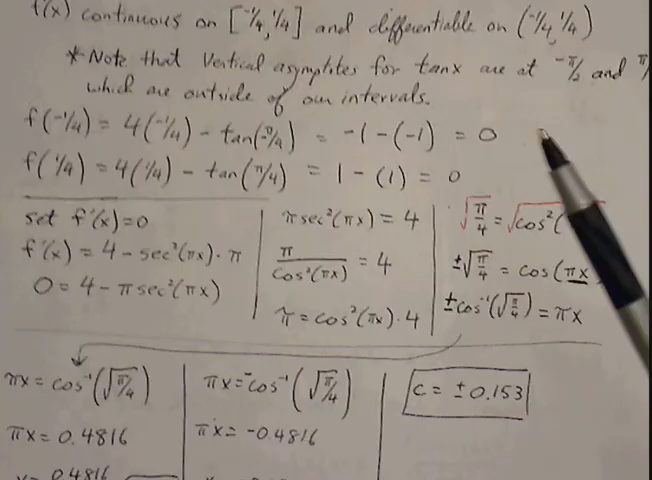 f(x) continuous on [-1/4, 1/4] and differentiable on (-1/4, 1/4)
*Note that Vertical asymptotes for tanx are at -π/2 and
which are outside of our intervals.
f(-1/4) = 4(-1/4) - tan(-π/4) = -1-(-1) = 0
f(1/4) = 4(1/4) - tan(π/4) = 1-(1) = 0
set f'(x)=0
f'(x) = 4 - sec²(πx)·π
0 = 4 - π sec²(πx)
π sec²(πx) = 4
π/cos²(πx) = 4
π = cos²(πx)·4
√π/4 = √cos²(
±√π/4 = cos(πx
±cos⁻¹(√π/4) = πx
πx = cos⁻¹(√π/4)
πx = 0.4816
πx = -cos⁻¹(√π/4)
πx = -0.4816
c = ±0.153